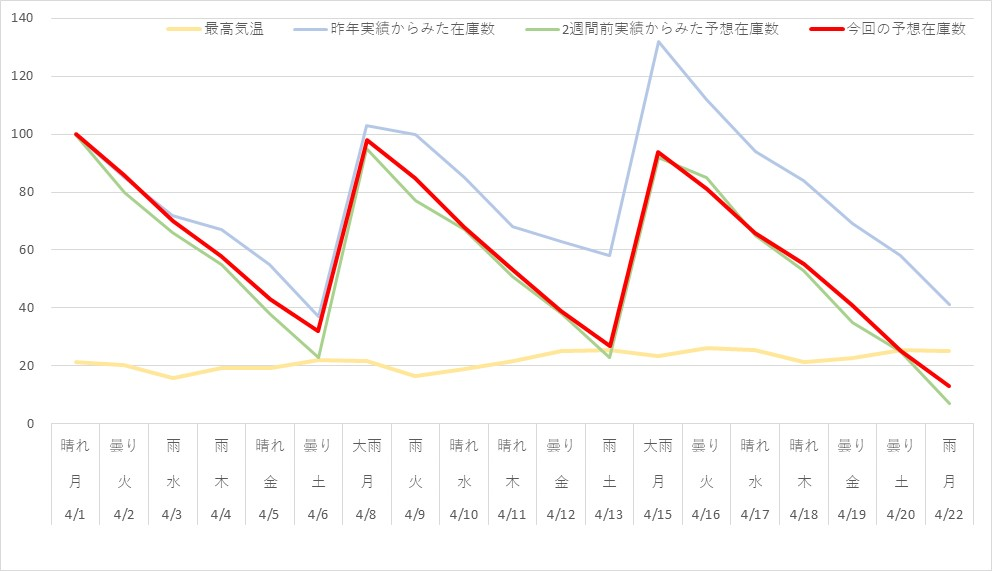 140
最高気温 昨年実績からみた在庫数 2週間前実績からみた予想在庫数 今回の予想在庫数
120
100
80
60
40
20
0
晴れ 曇り 雨 雨 晴れ 曇り 大雨 雨 晴れ 晴れ 曇り 雨 大雨 曇り 晴れ 晴れ 曇り 曇り 雨
月 火 水 木 金 土 月 火 水 木 金 土 月 火 水 木 金 土 月
4/1 4/2 4/3 4/4 4/5 4/6 4/8 4/9 4/10 4/11 4/12 4/13 4/15 4/16 4/17 4/18 4/19 4/20 4/22